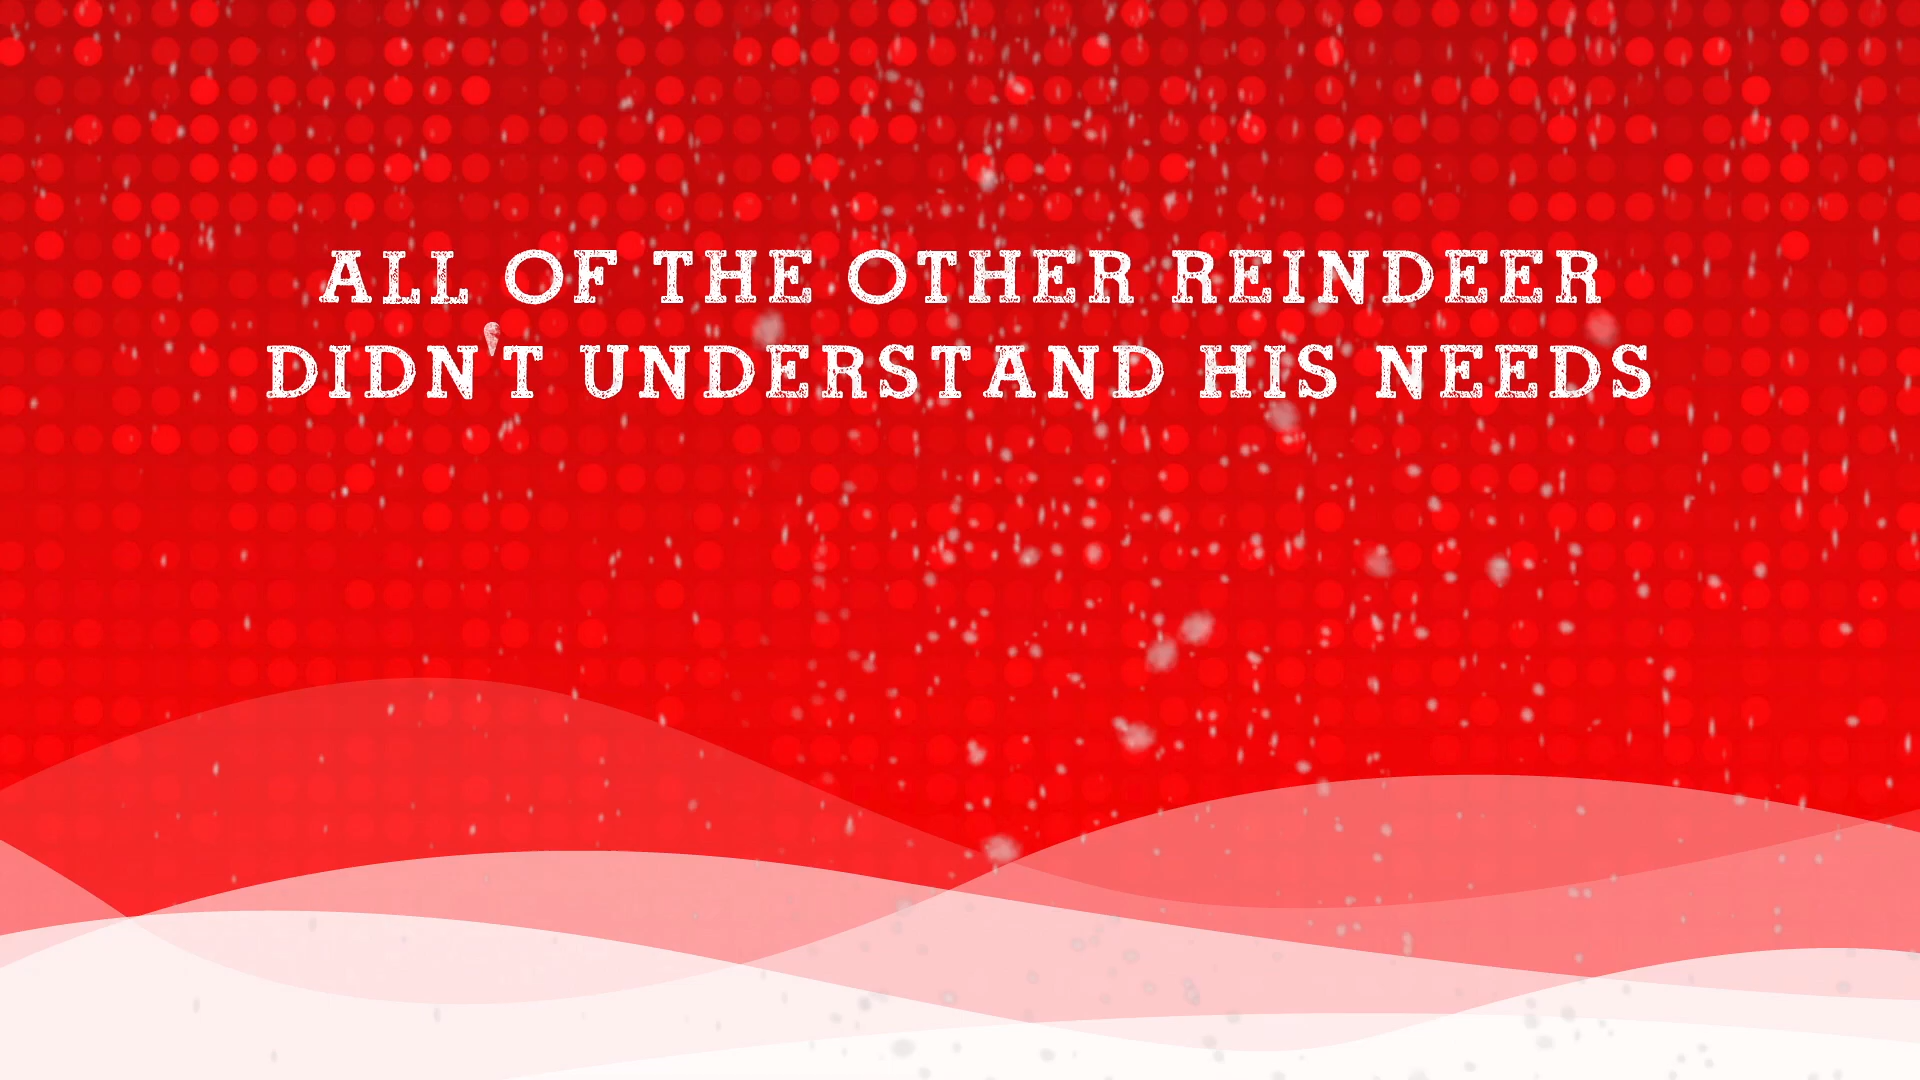 ALL OF THE OTHER REINDEER
DIDN'T UNDERSTAND HIS NEEDS